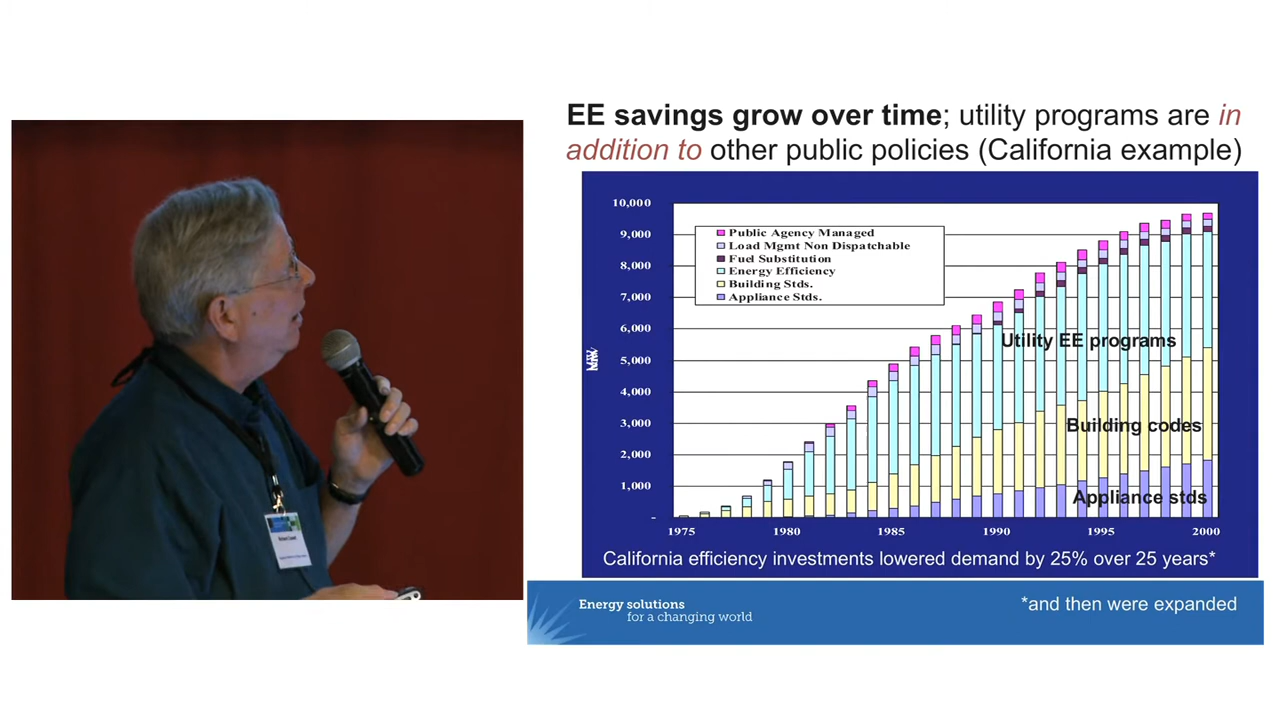 EE savings grow over time; utility programs are in
addition to other public policies (California example)
10,000
9,000
8,000
7,000
6,000
5,000
4,000
3,000
2,000
1,000
-
MW
Public Agency Managed
Load Mgmt Non Dispatchable
Fuel Substitution
Energy Efficiency
Building Stds.
Appliance Stds.
Utility EE programs
Building codes
Appliance stds
1975 1980 1985 1990 1995 2000
California efficiency investments lowered demand by 25% over 25 years*
Energy solutions
for a changing world
*and then were expanded